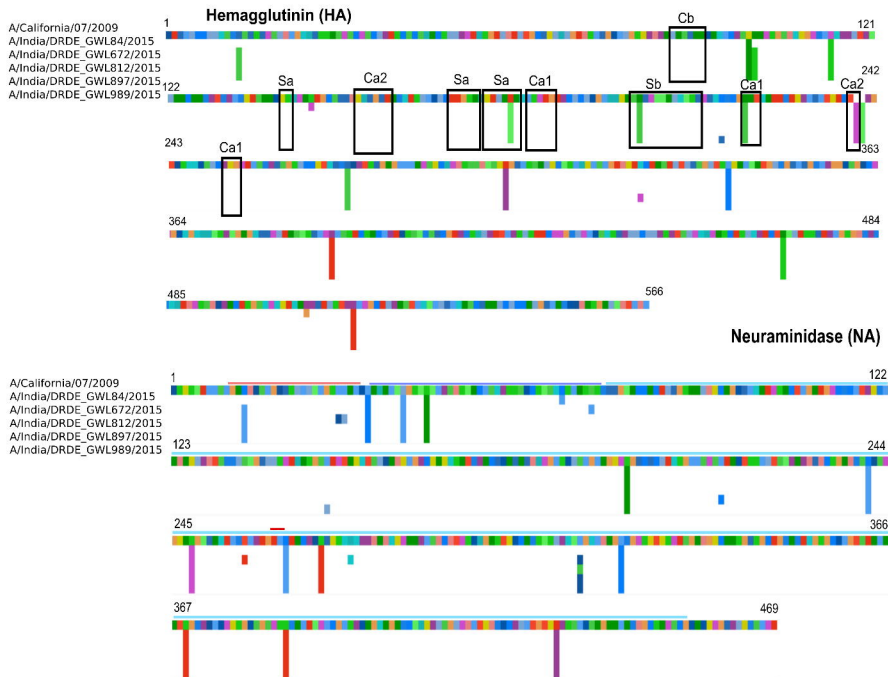 Hemagglutinin (HA)
A/California/07/2009
A/India/DRDE_GWL84/2015
A/India/DRDE_GWL672/2015
A/India/DRDE_GWL812/2015
A/India/DRDE_GWL897/2015
A/India/DRDE_GWL989/2015
1
Cb
121
122
Sa
Ca2
Sa
Sa
Ca1
Sb
Ca1
Ca2
242
243
Ca1
363
364
484
485
566
Neuraminidase (NA)
A/California/07/2009
A/India/DRDE_GWL84/2015
A/India/DRDE_GWL672/2015
A/India/DRDE_GWL812/2015
A/India/DRDE_GWL897/2015
A/India/DRDE_GWL989/2015
1
122
123
244
245
366
367
469